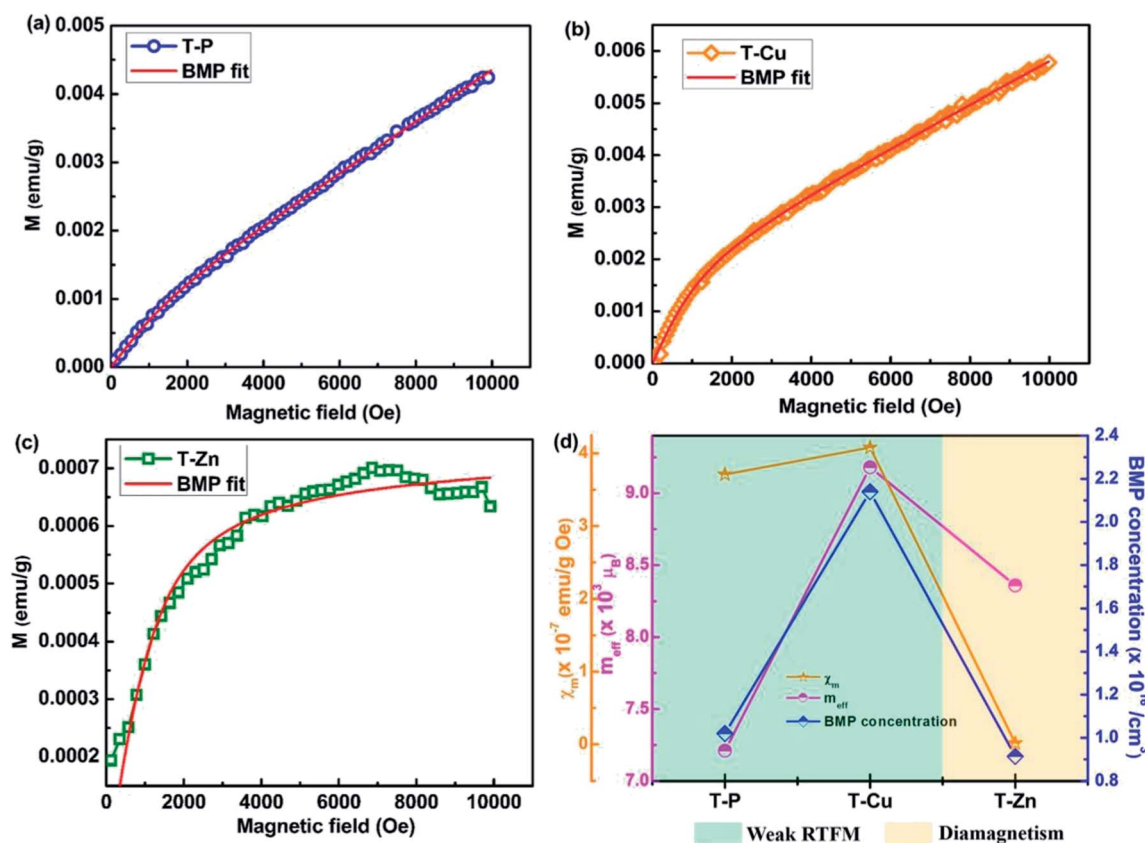 (a)
T-P
BMP fit
M (emu/g)
0.005
0.004
0.003
0.002
0.001
0.000
0 2000 4000 6000 8000 10000
Magnetic field (Oe)
(b)
T-Cu
BMP fit
M (emu/g)
0.006
0.005
0.004
0.003
0.002
0.001
0.000
0 2000 4000 6000 8000 10000
Magnetic field (Oe)
(c)
T-Zn
BMP fit
M (emu/g)
0.0007
0.0006
0.0005
0.0004
0.0003
0.0002
0 2000 4000 6000 8000 10000
Magnetic field (Oe)
(d)
χm(x 10-7 emu/g Oe)
4
3
2
1
0
meff (x 103 μB)
9.0
8.5
8.0
7.5
7.0
χm
meff
BMP concentration
BMP concentration (x 1016 /cm3)
2.4
2.2
2.0
1.8
1.6
1.4
1.2
1.0
0.8
T-P T-Cu T-Zn
Weak RTFM Diamagnetism